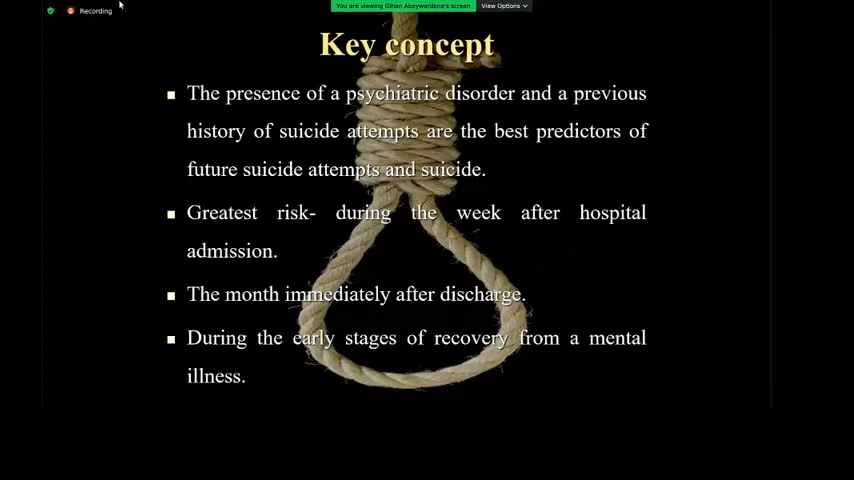 Recording
You are viewing Gihan Abeywardena's screen
View Options
Key concept
The presence of a psychiatric disorder and a previous
history of suicide attempts are the best predictors of
future suicide attempts and suicide.
Greatest risk- during the week after hospital
admission.
The month immediately after discharge.
During the early stages of recovery from a mental
illness.